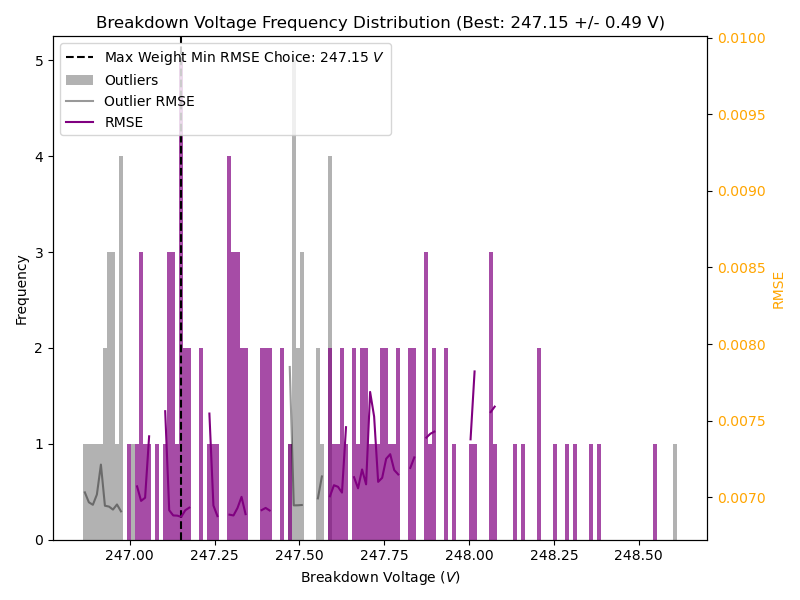 Breakdown Voltage Frequency Distribution (Best: 247.15 +/- 0.49 V)
Max Weight Min RMSE Choice: 247.15 V
Outliers
Outlier RMSE
RMSE
Frequency
5
4
3
2
1
0
0.0100
0.0095
0.0090
0.0085
0.0080
0.0075
0.0070
RMSE
247.00
247.25
247.50
247.75
248.00
248.25
248.50
Breakdown Voltage (V)